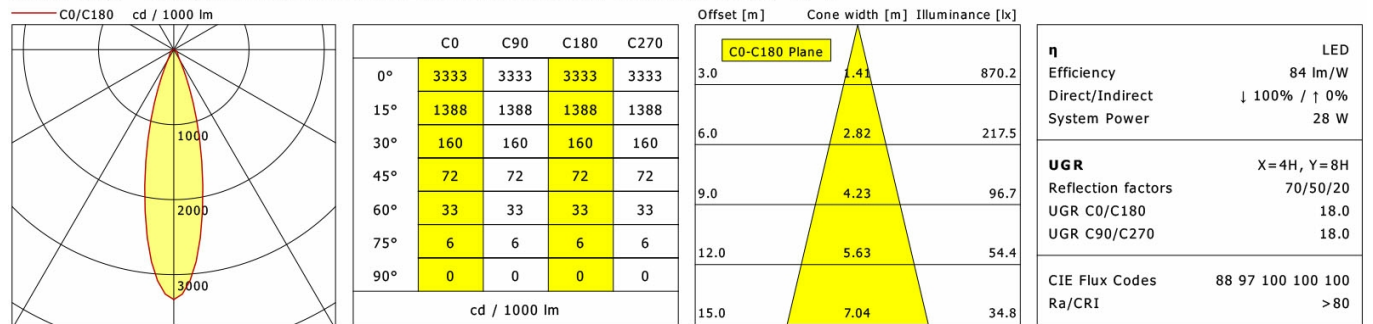 C0/C180 cd / 1000 lm
1000
2000
3000
C0 C90 C180 C270
0° 3333 3333 3333 3333
15° 1388 1388 1388 1388
30° 160 160 160 160
45° 72 72 72 72
60° 33 33 33 33
75° 6 6 6 6
90° 0 0 0 0
cd / 1000 lm
Offset [m] Cone width [m] Illuminance [lx]
C0-C180 Plane
3.0 1.41 870.2
6.0 2.82 217.5
9.0 4.23 96.7
12.0 5.63 54.4
15.0 7.04 34.8
η LED
Efficiency 84 lm/W
Direct/Indirect ↓ 100% / ↑ 0%
System Power 28 W
UGR X=4H, Y=8H
Reflection factors 70/50/20
UGR C0/C180 18.0
UGR C90/C270 18.0
CIE Flux Codes 88 97 100 100 100
Ra/CRI >80